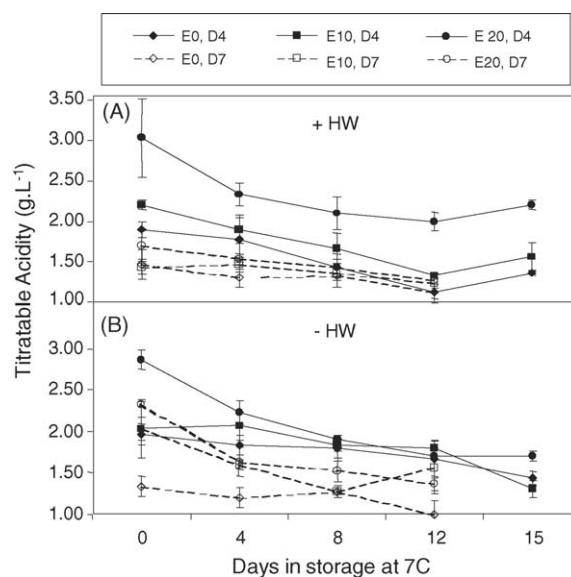 E0, D4 E10, D4 E 20, D4
E0, D7 E10, D7 E20, D7
Titratable Acidity (g.L-1)
(A)
+ HW
3.50
3.00
2.50
2.00
1.50
1.00
(B)
- HW
3.00
2.50
2.00
1.50
1.00
0 4 8 12 15
Days in storage at 7C